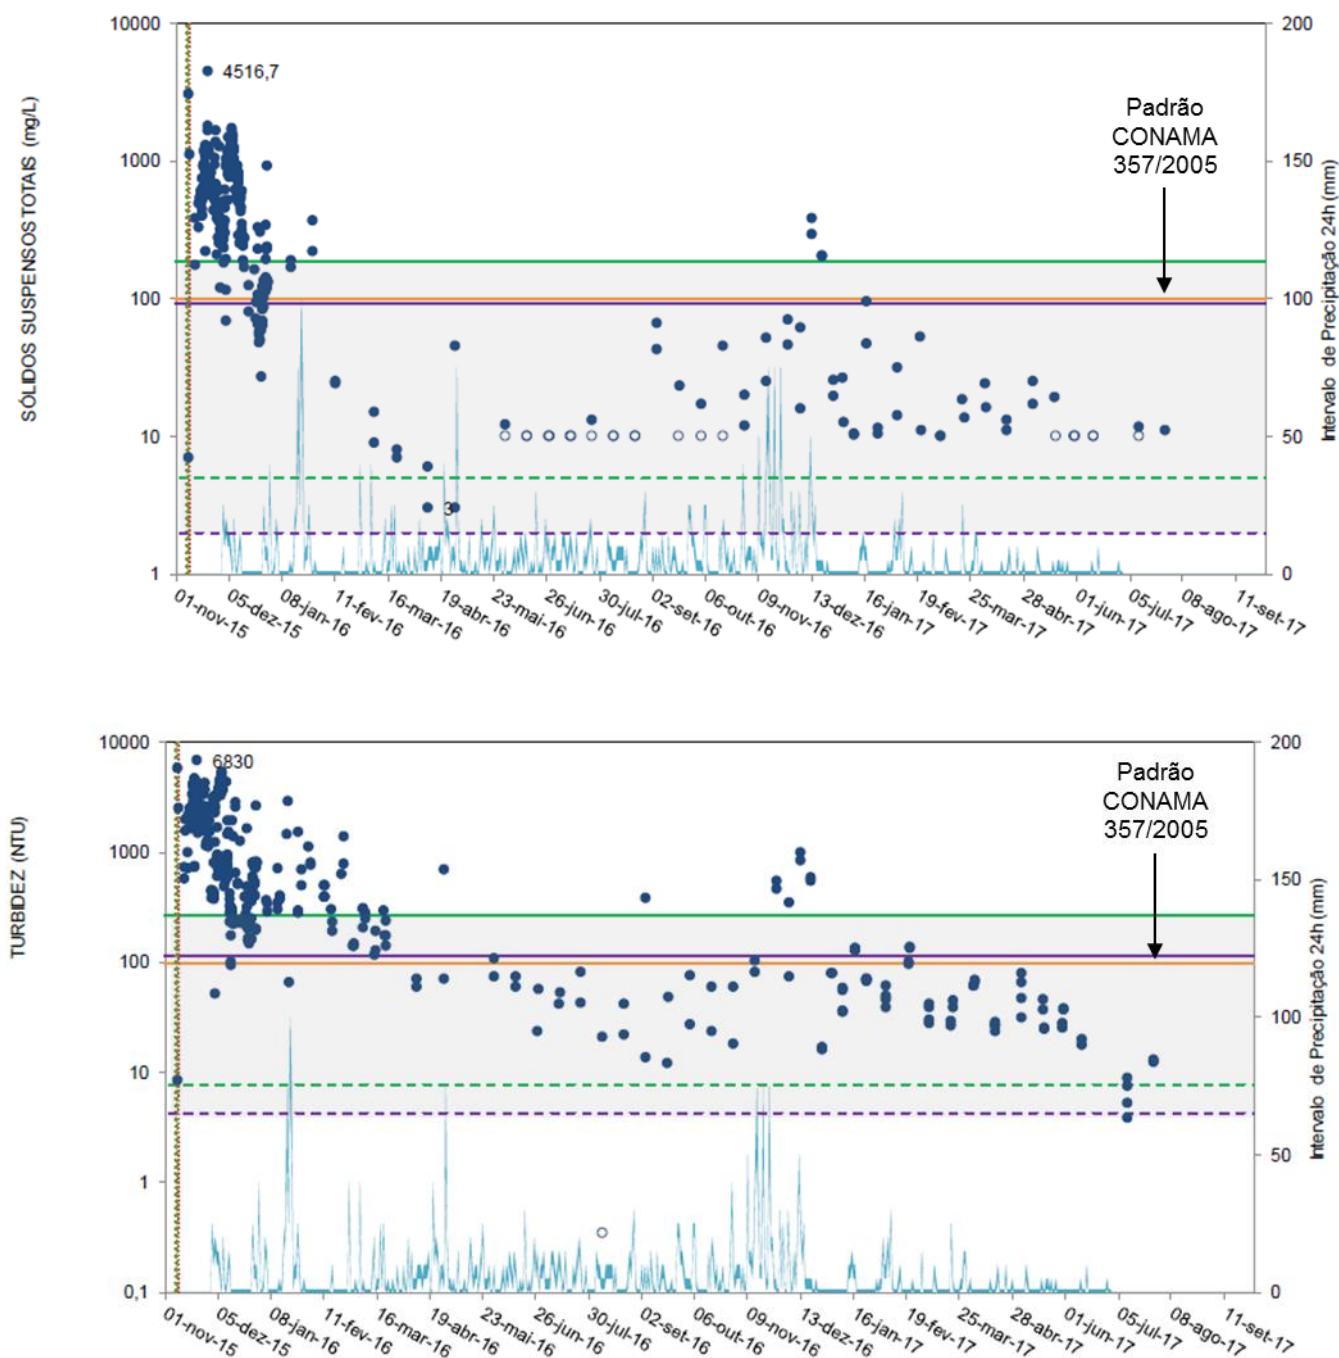 10000
1000
100
10
1
SÓLIDOS SUSPENSOS TOTAIS (mg/L)
4516,7
3
Padrão
CONAMA
357/2005
200
150
100
50
0
Intervalo de Precipitação 24h (mm)
01-nov-15
05-dez-15
08-jan-16
11-fev-16
16-mar-16
19-abr-16
23-mai-16
26-jun-16
30-jul-16
02-set-16
06-out-16
09-nov-16
13-dez-16
16-jan-17
19-fev-17
25-mar-17
28-abr-17
01-jun-17
05-jul-17
08-ago-17
11-set-17
10000
1000
100
10
1
0,1
TURBIDEZ (NTU)
6830
Padrão
CONAMA
357/2005
200
150
100
50
0
Intervalo de Precipitação 24h (mm)
01-nov-15
05-dez-15
08-jan-16
11-fev-16
16-mar-16
19-abr-16
23-mai-16
26-jun-16
30-jul-16
02-set-16
06-out-16
09-nov-16
13-dez-16
16-jan-17
19-fev-17
25-mar-17
28-abr-17
01-jun-17
05-jul-17
08-ago-17
11-set-17